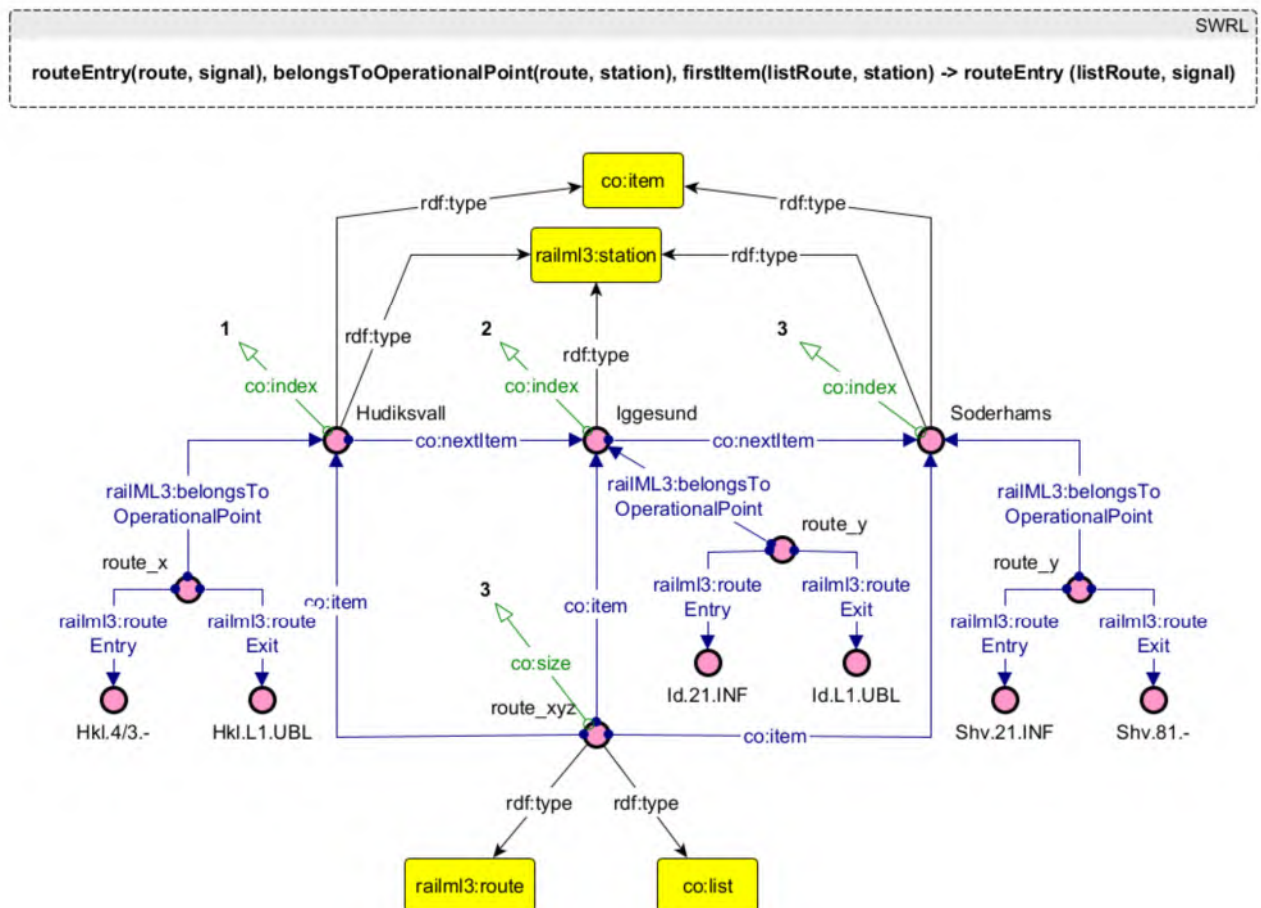 SWRL
routeEntry(route, signal), belongsToOperationalPoint(route, station), firstItem(listRoute, station) -> routeEntry (listRoute, signal)
co:item
rdf:type
rdf:type
railml3:station
rdf:type
1
2
3
rdf:type
rdf:type
co:index
co:index
co:index
Hudiksvall
Iggesund
Soderhams
co:nextItem
co:nextItem
railML3:belongsTo
OperationalPoint
railML3:belongsTo
OperationalPoint
railML3:belongsTo
OperationalPoint
route_x
route_y
route_y
railml3:route
Entry
railml3:route
Exit
co:item
3
co:item
railml3:route
Entry
railml3:route
Exit
railml3:route
Entry
railml3:route
Exit
co:size
Hkl.4/3.-
Hkl.L1.UBL
route_xyz
Id.21.INF
Id.L1.UBL
co:item
Shv.21.INF
Shv.81.-
rdf:type
rdf:type
railml3:route
co:list